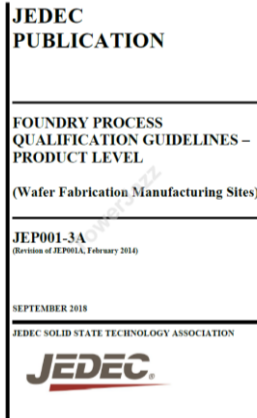 JEDEC
PUBLICATION
FOUNDRY PROCESS
QUALIFICATION GUIDELINES –
PRODUCT LEVEL
(Wafer Fabrication Manufacturing Sites)
JEP001-3A
(Revision of JEP001A, February 2014)
SEPTEMBER 2018
JEDEC SOLID STATE TECHNOLOGY ASSOCIATION
JEDEC.